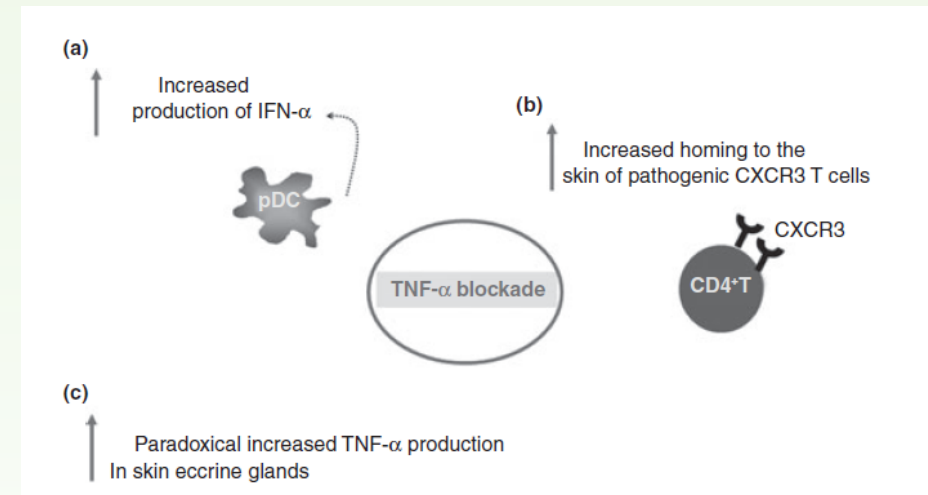 (a)
Increased
production of IFN-α
pDC
(b)
Increased homing to the
skin of pathogenic CXCR3 T cells
CXCR3
CD4⁺T
TNF-α blockade
(c)
Paradoxical increased TNF-α production
In skin eccrine glands